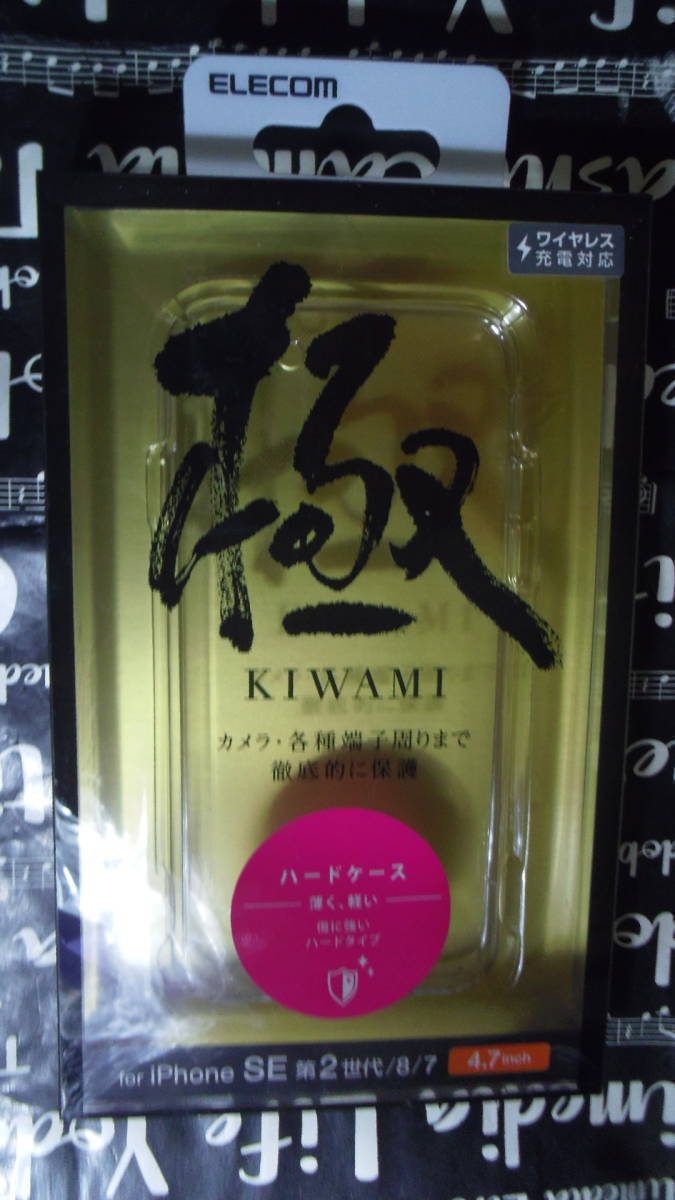 ELECOM
ワイヤレス
充電対応
極
KIWAMI
カメラ・各種端子周りまで
徹底的に保護
ハードケース
薄く、軽い
傷に強い
ハードタイプ
for iPhone SE 第2世代/8/7 4.7inch
imedia Life Yod